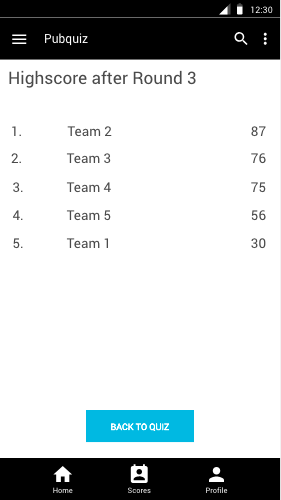 12:30
Pubquiz
Highscore after Round 3
1. Team 2 87
2. Team 3 76
3. Team 4 75
4. Team 5 56
5. Team 1 30
BACK TO QUIZ
Home Scores Profile